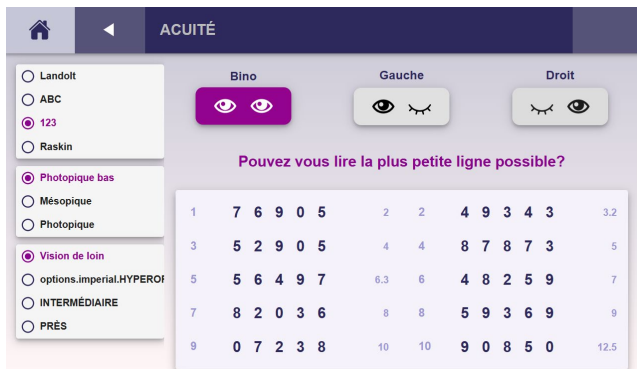 ACUITÉ
Landolt
ABC
123
Raskin
Photopique bas
Mésopique
Photopique
Vision de loin
options.imperial.HYPEROF
INTERMÉDIAIRE
PRÈS
Bino Gauche Droit
Pouvez vous lire la plus petite ligne possible?
1 7 6 9 0 5 2 2 4 9 3 4 3 3.2
3 5 2 9 0 5 4 4 8 7 8 7 3 5
5 5 6 4 9 7 6.3 6 4 8 2 5 9 7
7 8 2 0 3 6 8 8 5 9 3 6 9 9
9 0 7 2 3 8 10 10 9 0 8 5 0 12.5